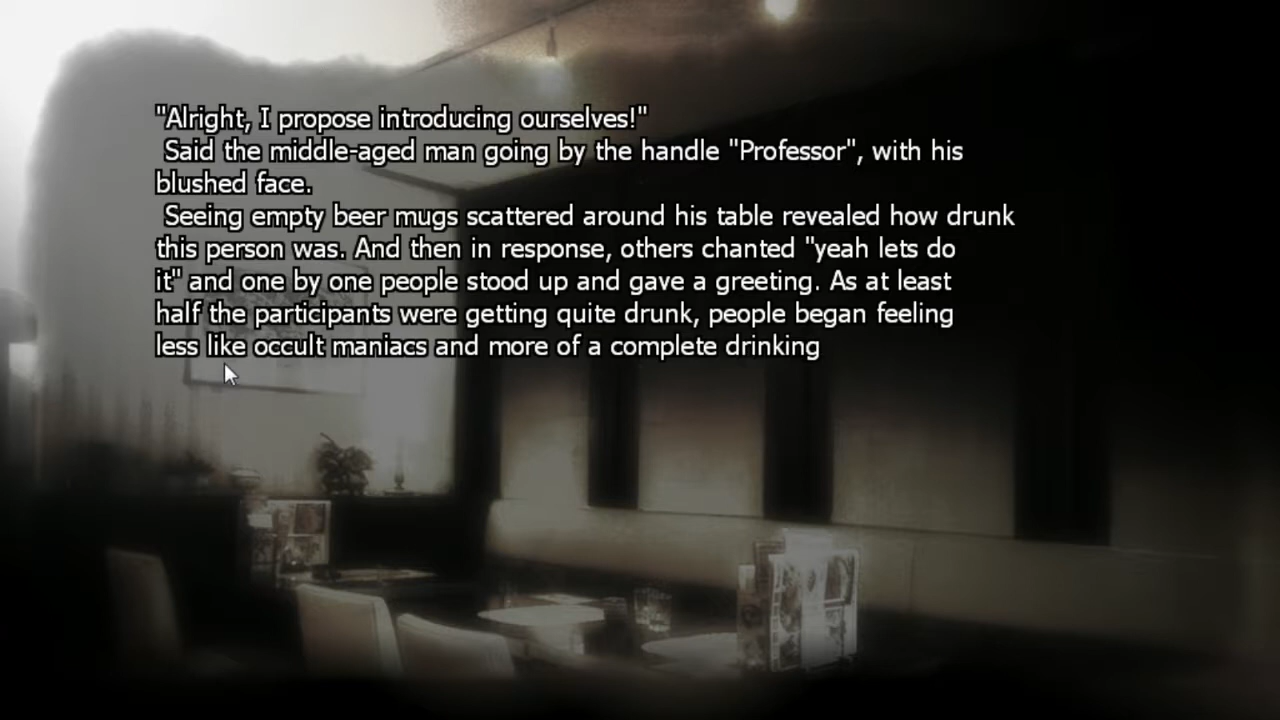 "Alright, I propose introducing ourselves!"
Said the middle-aged man going by the handle "Professor", with his
blushed face.
Seeing empty beer mugs scattered around his table revealed how drunk
this person was. And then in response, others chanted "yeah lets do
it" and one by one people stood up and gave a greeting. As at least
half the participants were getting quite drunk, people began feeling
less like occult maniacs and more of a complete drinking